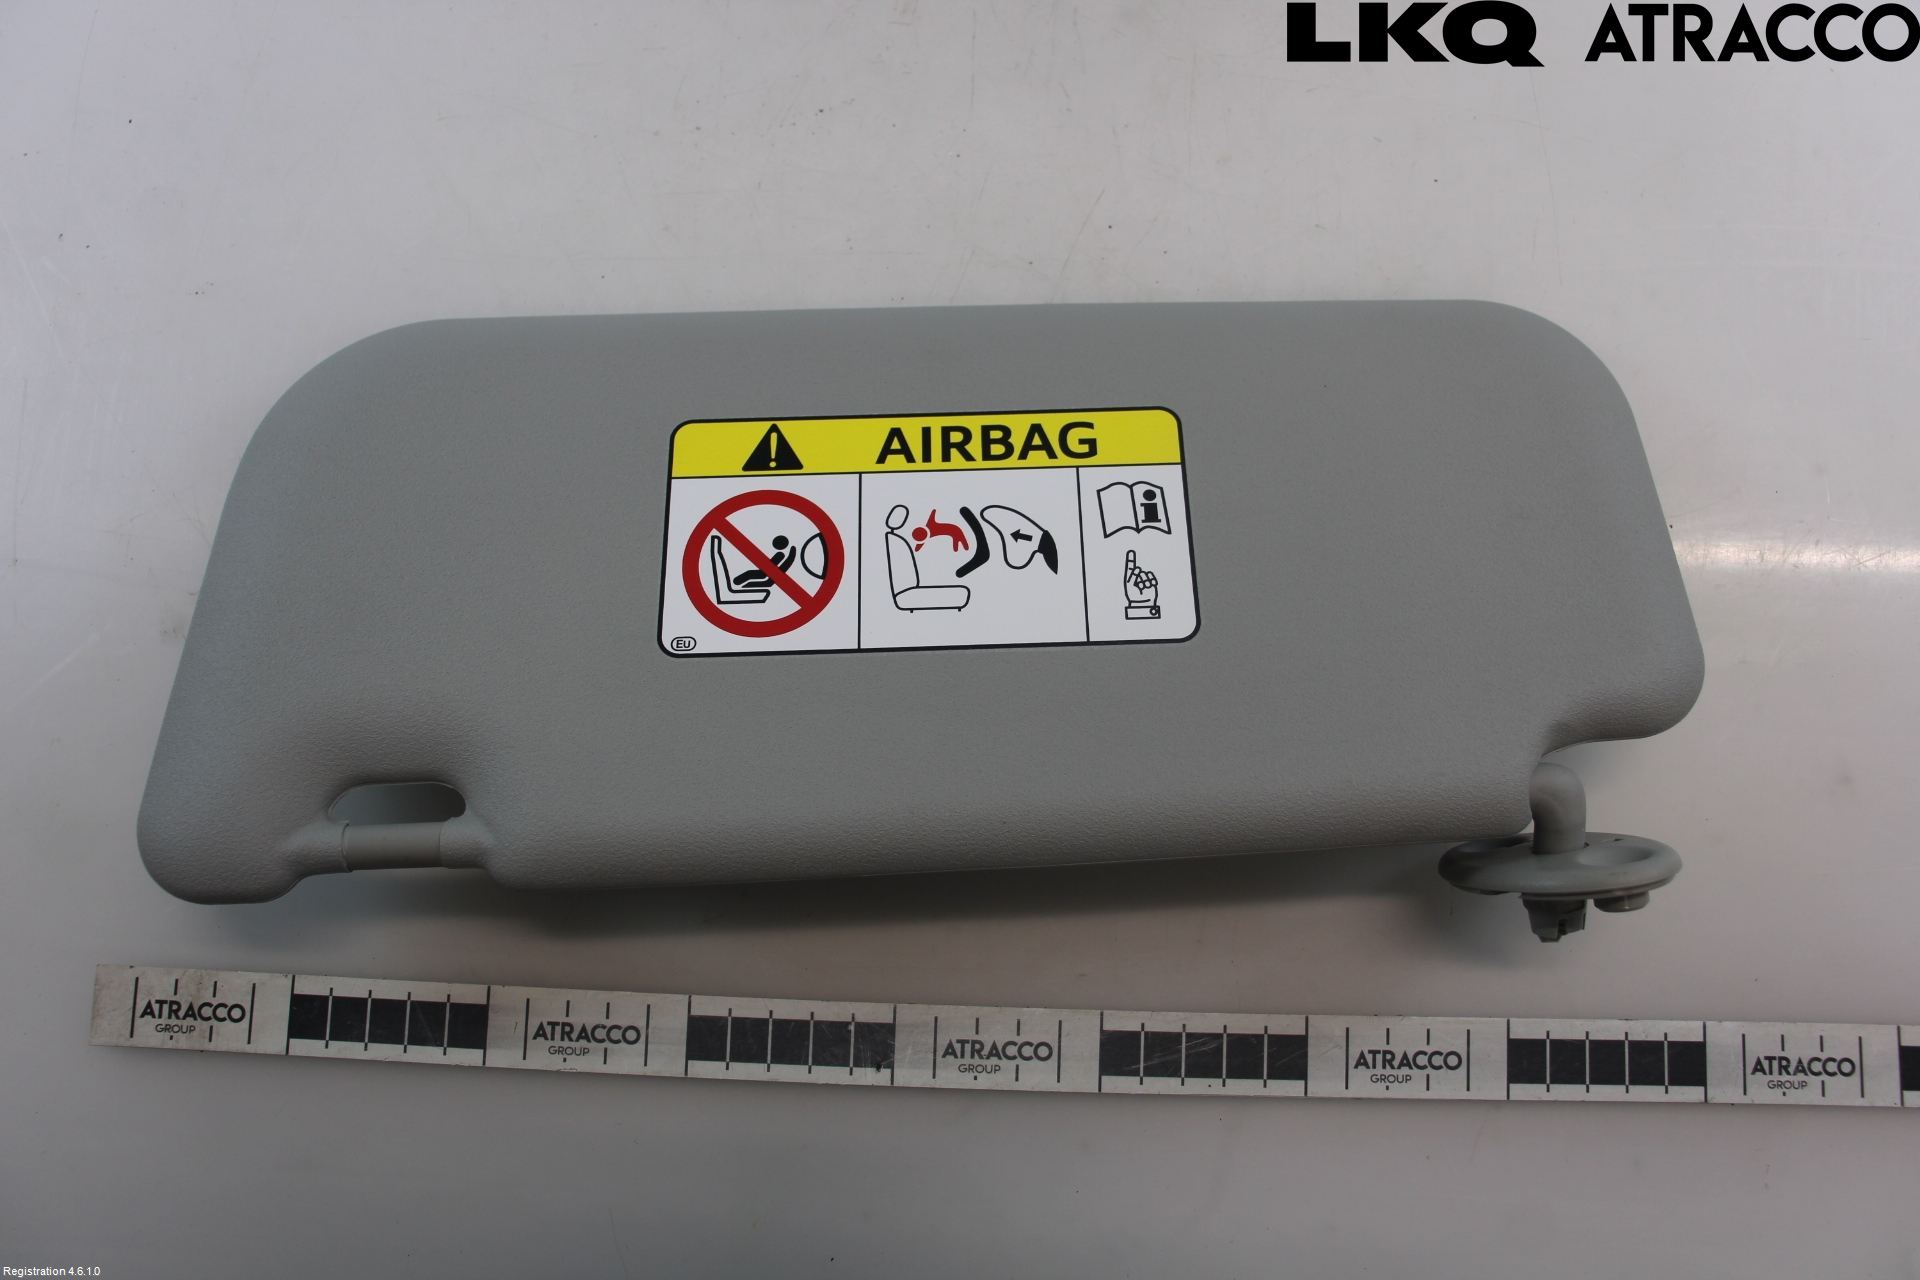 LKQ ATRACCO
AIRBAG
EU
ATRACCO
GROUP
ATRACCO
GROUP
ATRACCO
GROUP
ATRACCO
GROUP
ATRACCO
GROUP
Registration 4.6.1.0